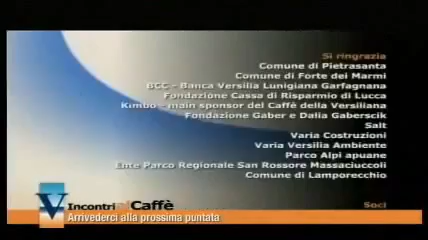 Si ringrazia
Comune di Pietrasanta
Comune di Forte dei Marmi
BCC - Banca Versilia Lunigiana Garfagnana
Fondazione Cassa di Risparmio di Lucca
Kimbo - main sponsor del Caffè della Versiliana
Fondazione Gaber e Dalia Gaberscik
Salt
Varia Costruzioni
Varia Versilia Ambiente
Parco Alpi apuane
Ente Parco Regionale San Rossore Massaciuccoli
Comune di Lamporecchio
Soci
V
Incontri al Caffè
Arrivederci alla prossima puntata